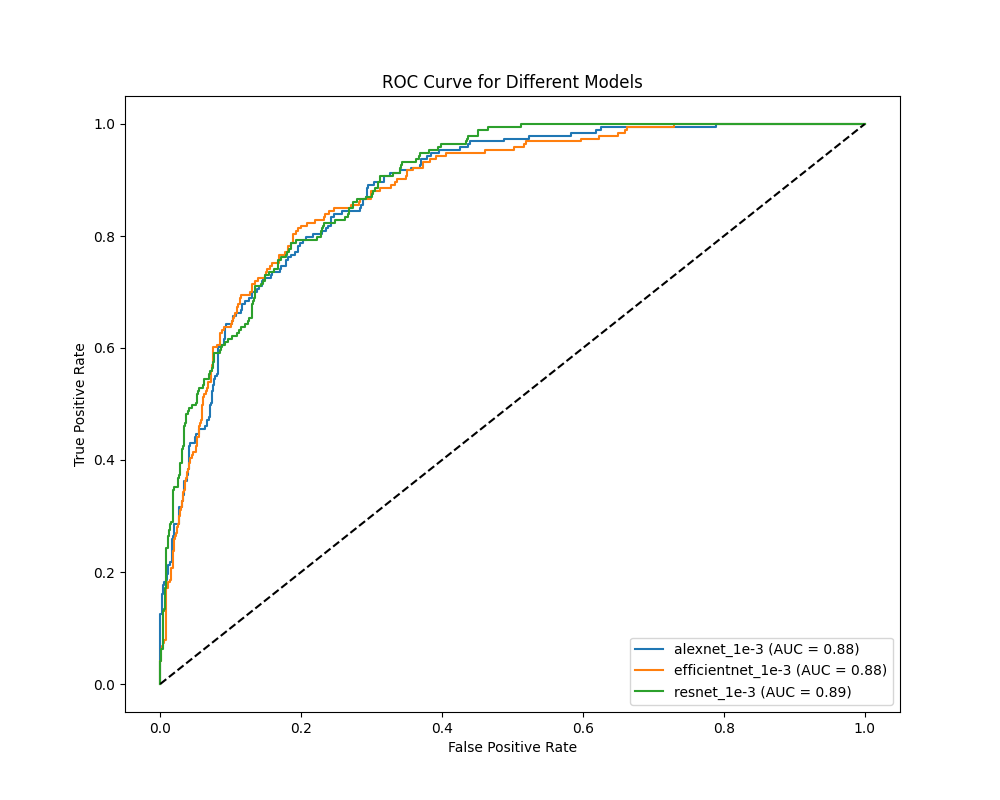 ROC Curve for Different Models
True Positive Rate
1.0
0.8
0.6
0.4
0.2
0.0
0.0 0.2 0.4 0.6 0.8 1.0
False Positive Rate
alexnet_1e-3 (AUC = 0.88)
efficientnet_1e-3 (AUC = 0.88)
resnet_1e-3 (AUC = 0.89)